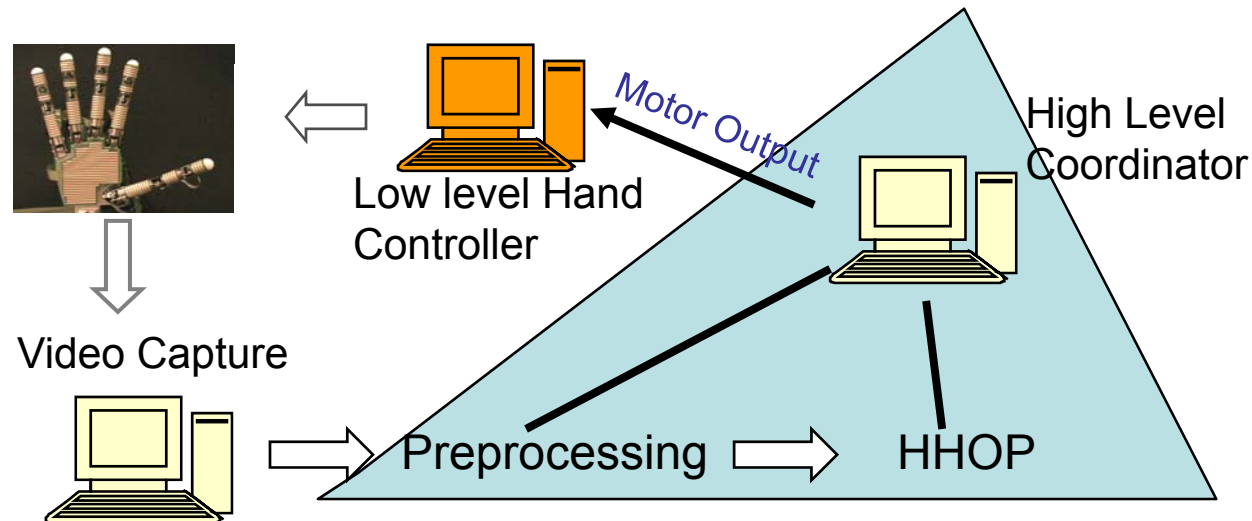 Motor Output
High Level
Coordinator
Low level Hand
Controller
Video Capture
Preprocessing
HHOP